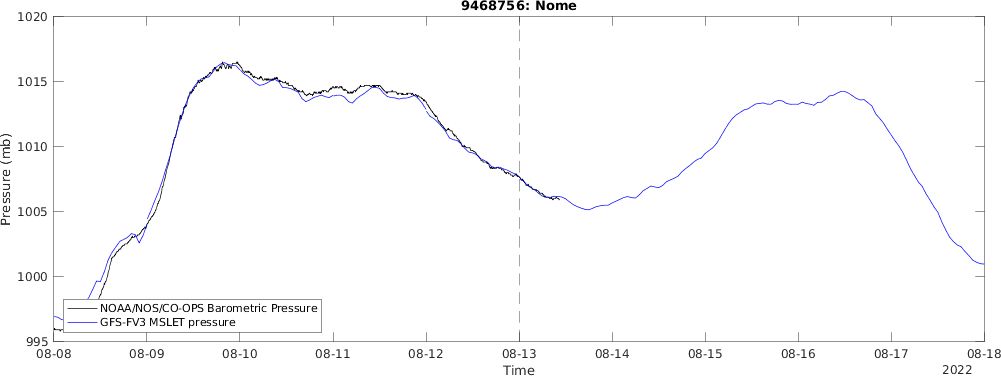 9468756: Nome
1020
1015
1010
1005
1000
995
Pressure (mb)
NOAA/NOS/CO-OPS Barometric Pressure
GFS-FV3 MSLET pressure
08-08 08-09 08-10 08-11 08-12 08-13 08-14 08-15 08-16 08-17 08-18
Time
2022